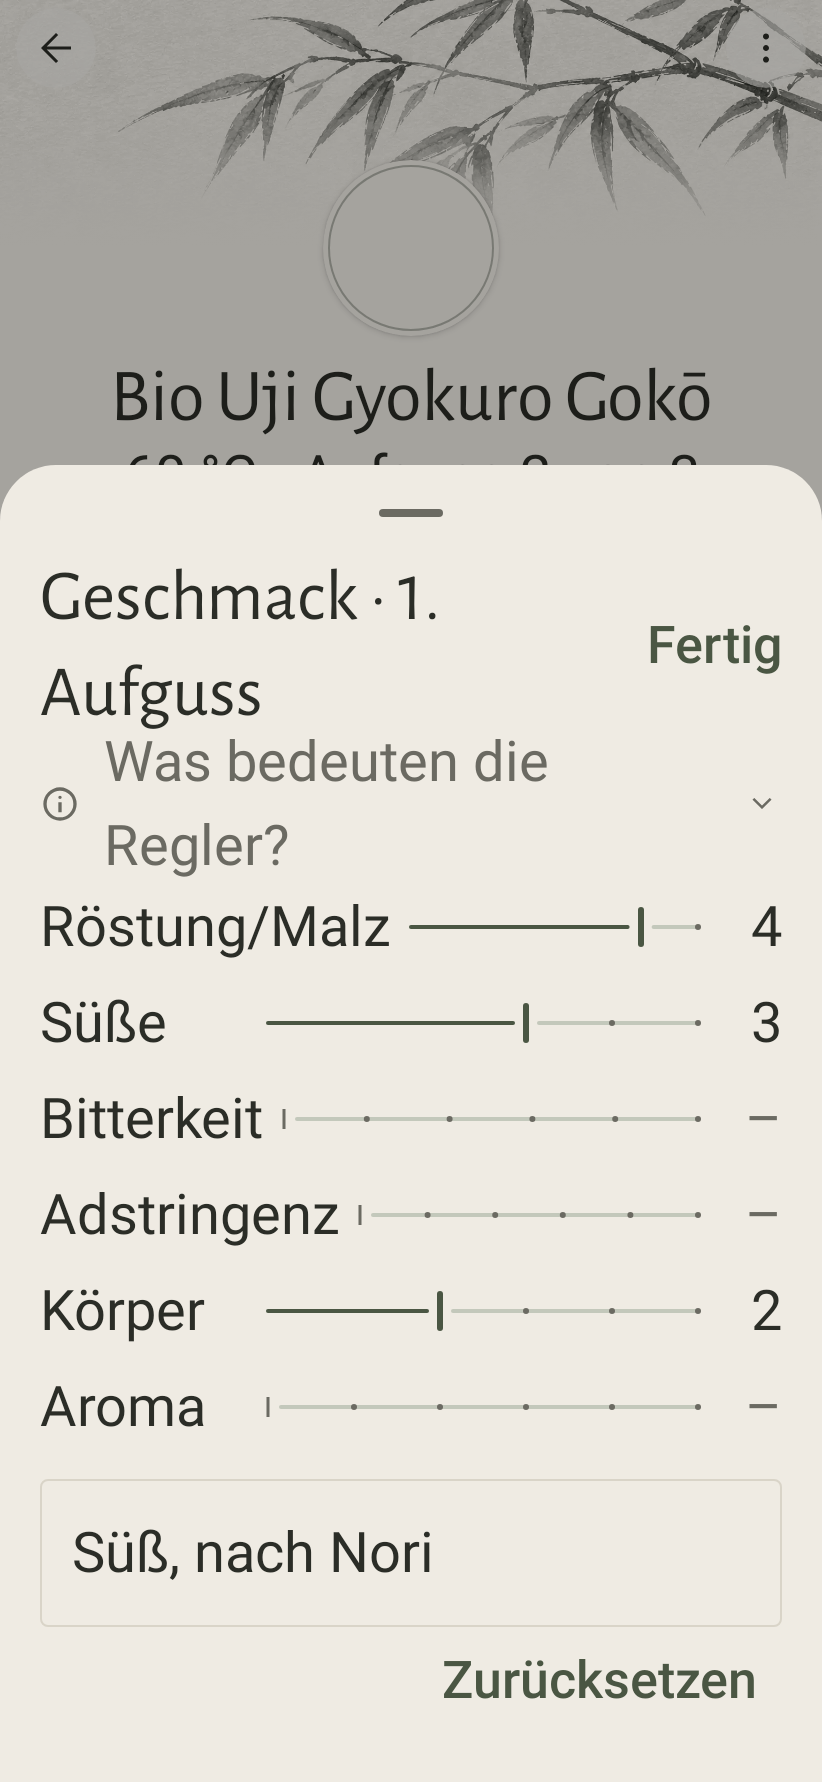 Bio Uji Gyokuro Gokō
Geschmack · 1.
Aufguss
Fertig
Was bedeuten die
Regler?
Röstung/Malz 4
Süße 3
Bitterkeit –
Adstringenz –
Körper 2
Aroma –
Süß, nach Nori
Zurücksetzen